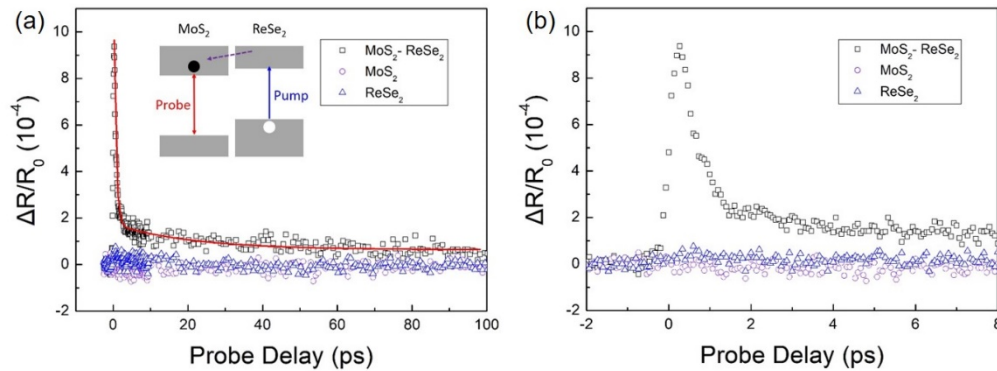 (a)
ΔR/R₀ (10⁻⁴)
10
8
6
4
2
0
-2
MoS₂ ReSe₂
Probe
Pump
MoS₂- ReSe₂
MoS₂
ReSe₂
0 20 40 60 80 100
Probe Delay (ps)
(b)
ΔR/R₀ (10⁻⁴)
10
8
6
4
2
0
-2
MoS₂- ReSe₂
MoS₂
ReSe₂
-2 0 2 4 6 8
Probe Delay (ps)